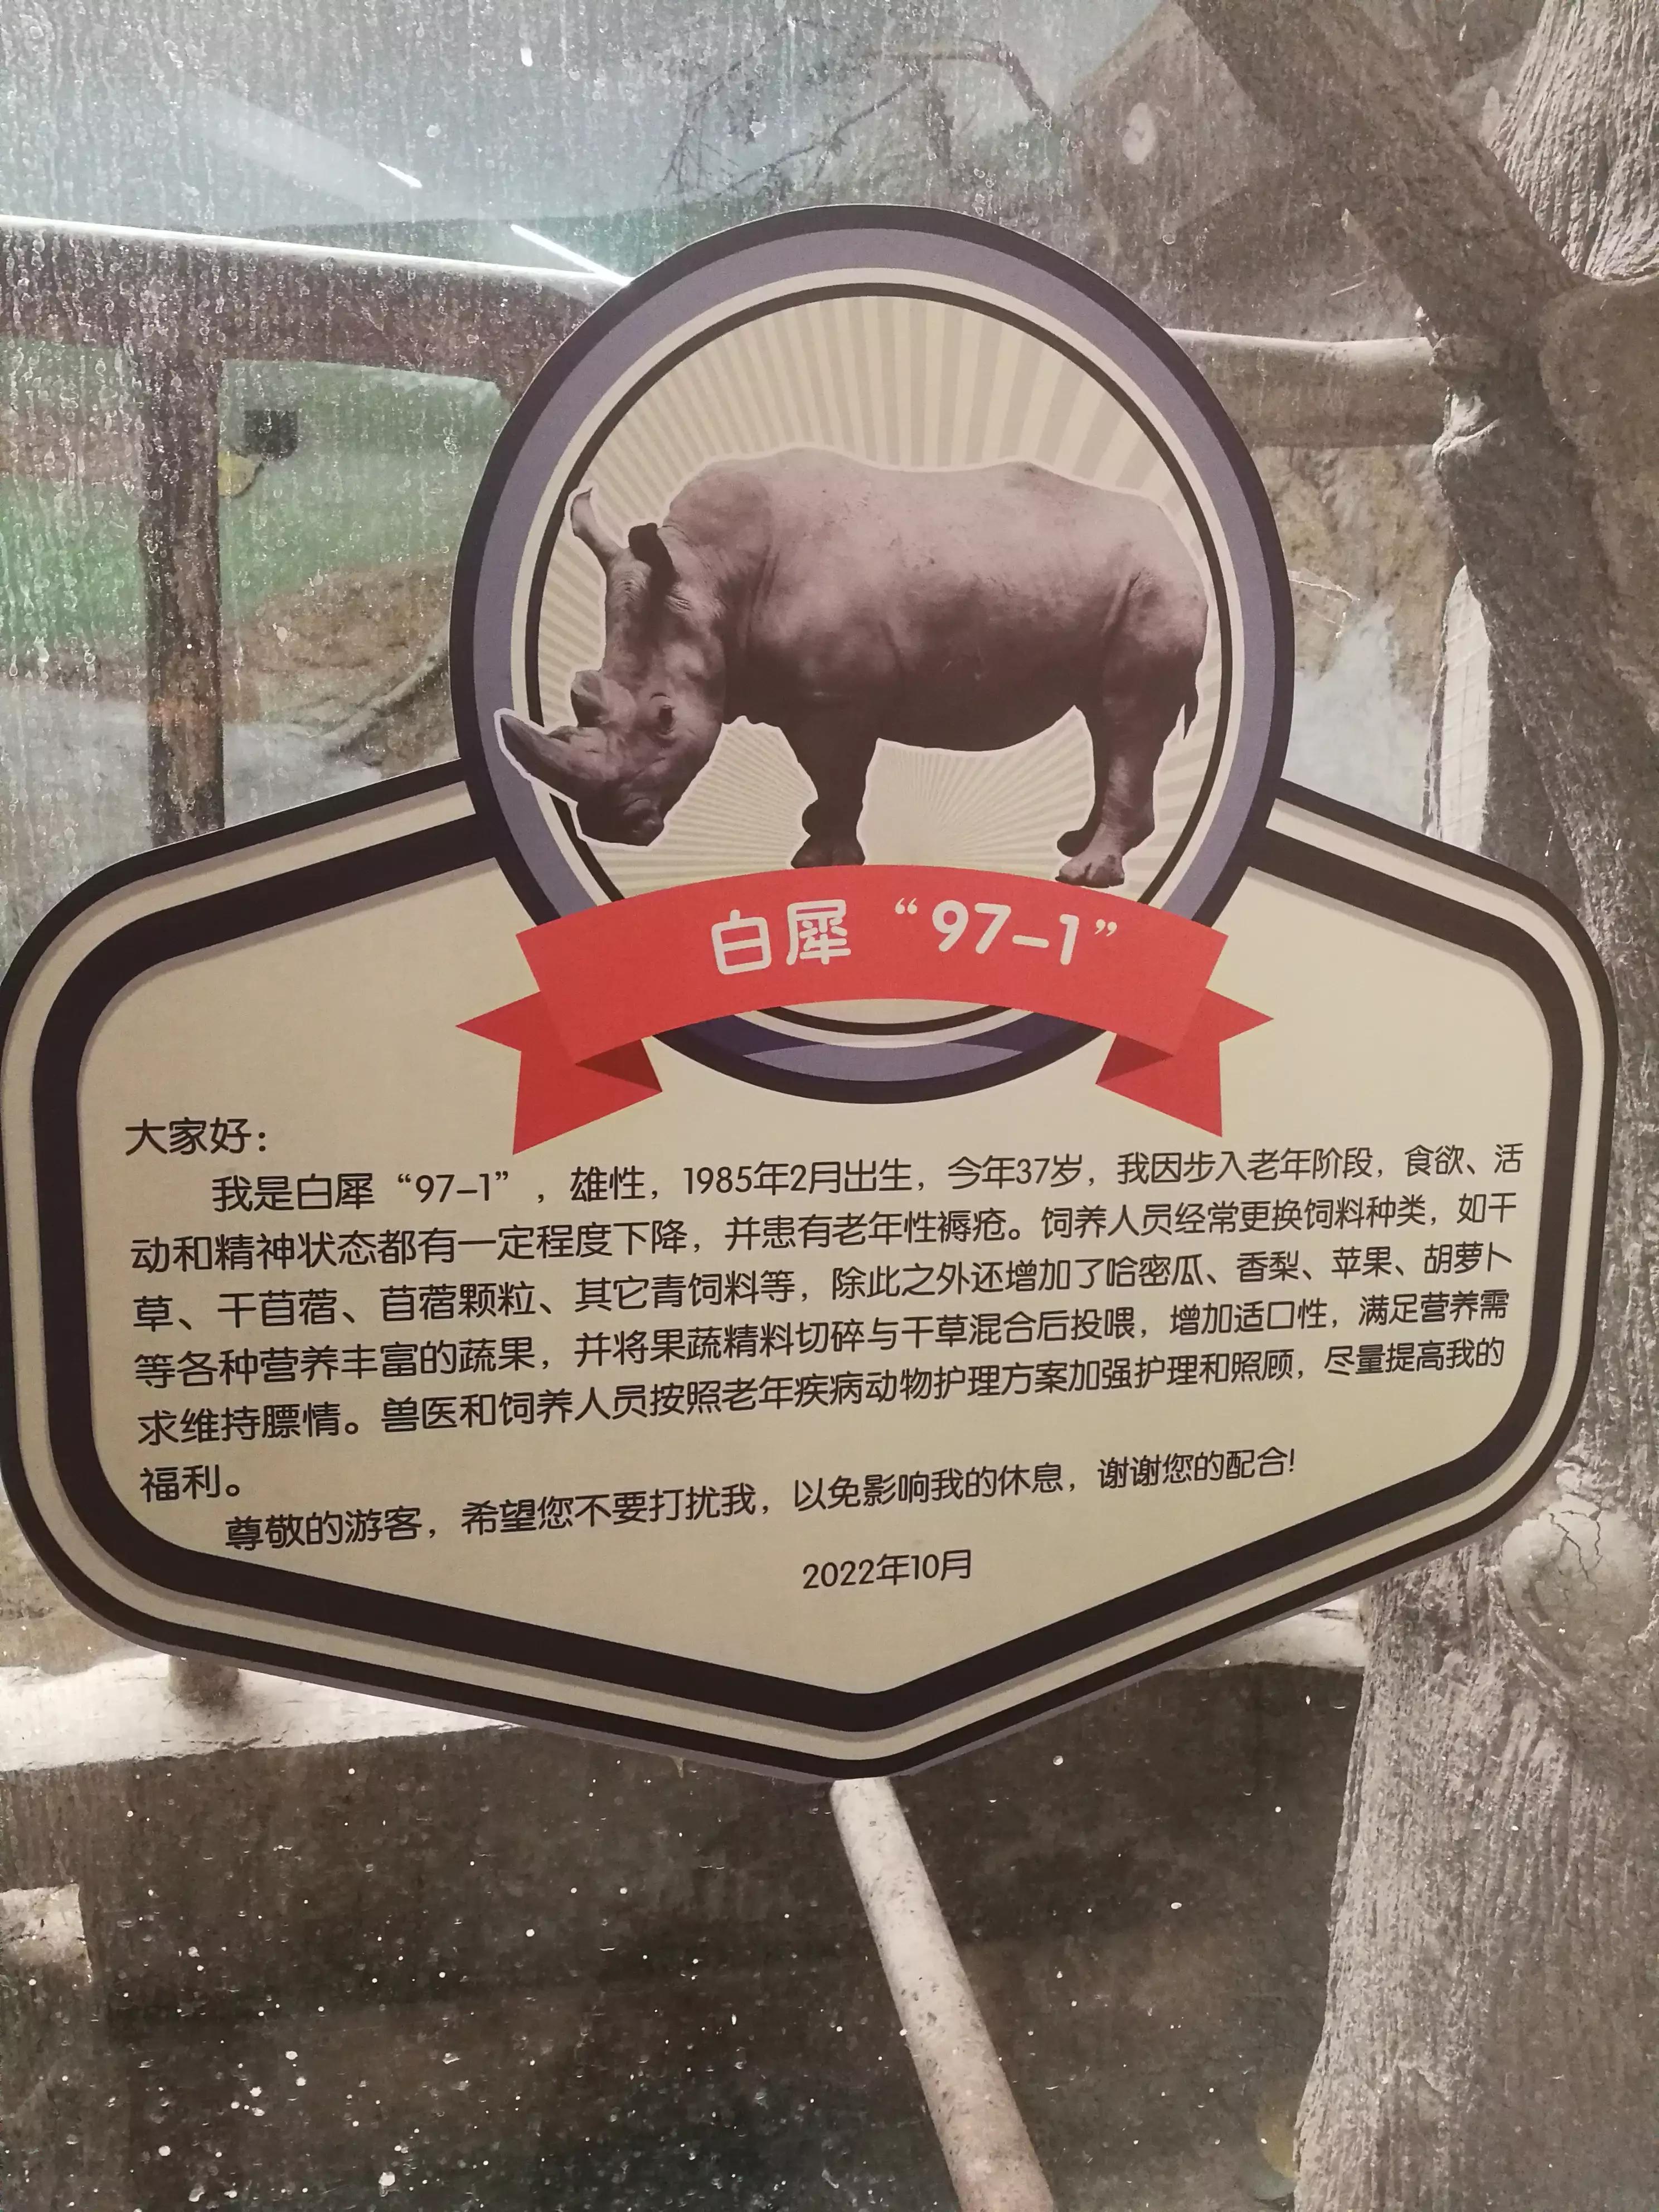 白犀“97-1”
大家好：
我是白犀“97-1”，雄性，1985年2月出生，今年37岁，我因步入老年阶段，食欲、活
动和精神状态都有一定程度下降，并患有老年性褥疮。饲养人员经常更换饲料种类，如干
草、干苜蓿、苜蓿颗粒、其它青饲料等，除此之外还增加了哈密瓜、香梨、苹果、胡萝卜
等各种营养丰富的蔬果，并将果蔬精料切碎与干草混合后投喂，增加适口性，满足营养需
求维持膘情。兽医和饲养人员按照老年疾病动物护理方案加强护理和照顾，尽量提高我的
福利。
尊敬的游客，希望您不要打扰我，以免影响我的休息，谢谢您的配合！
2022年10月